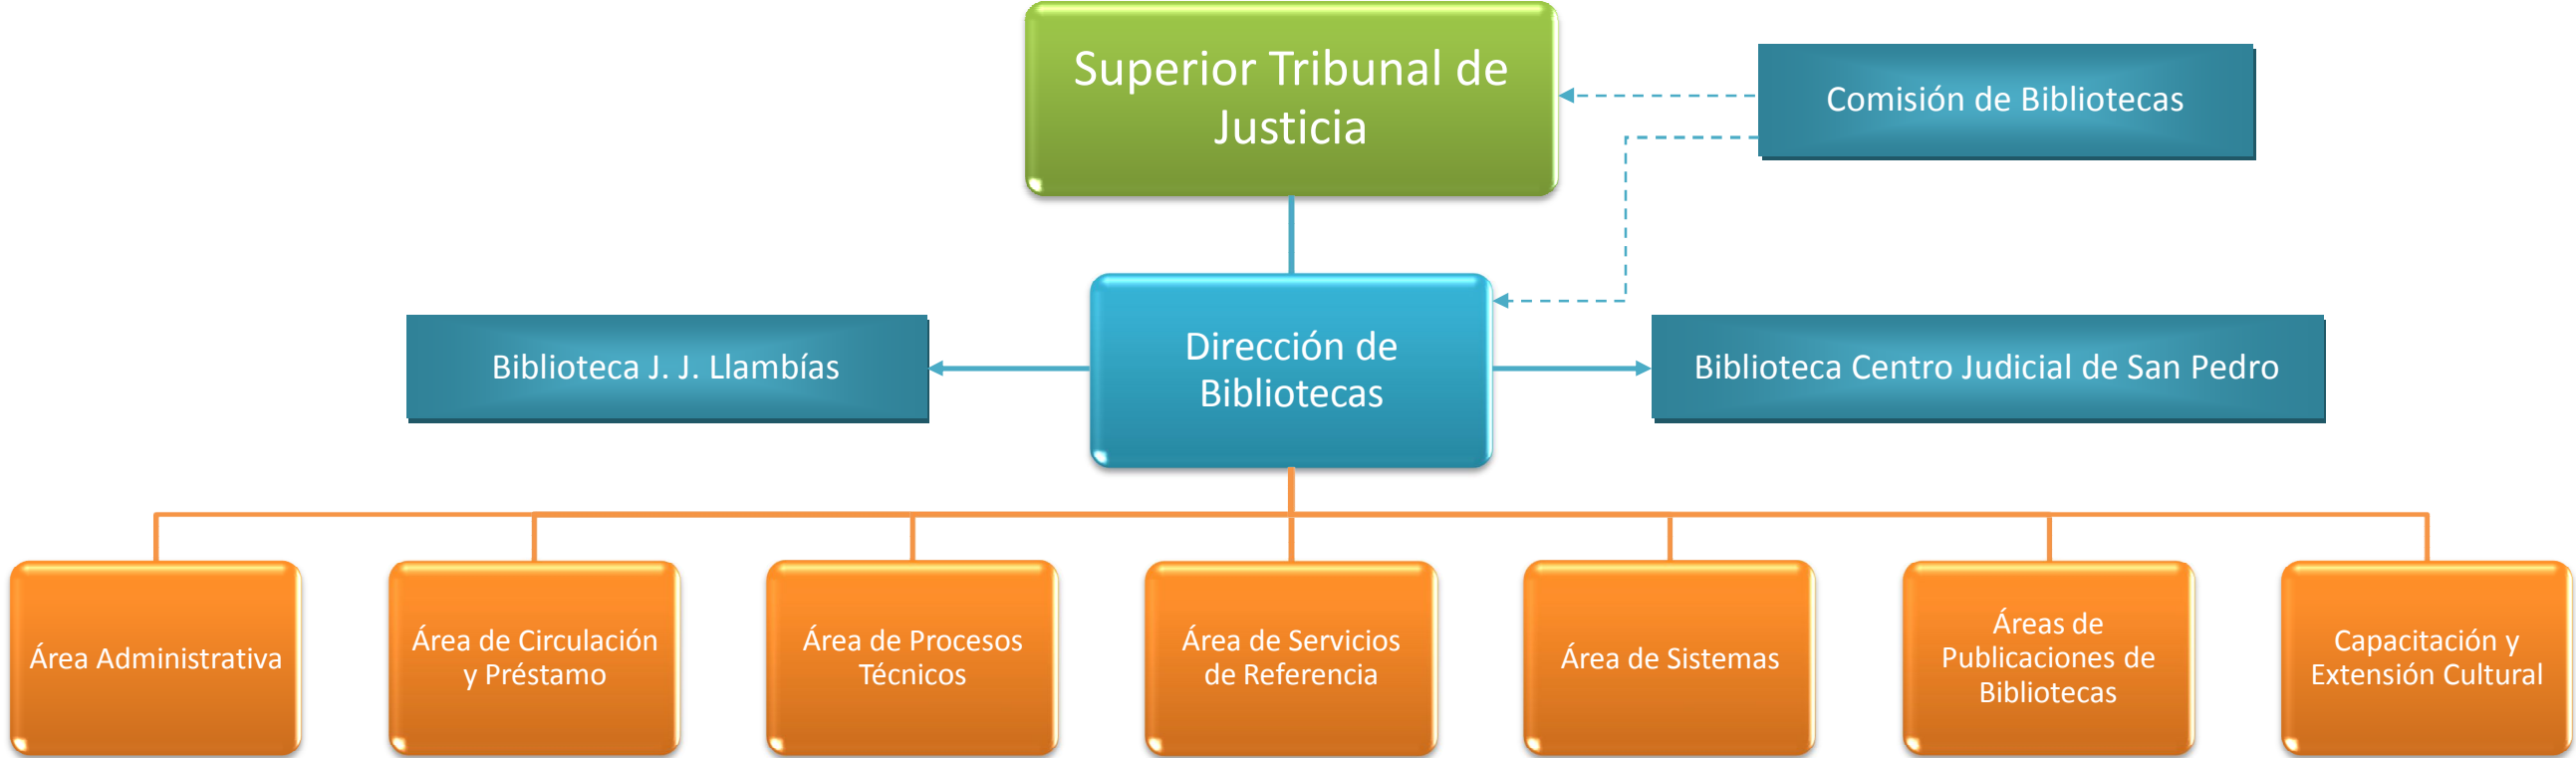 Superior Tribunal de
Justicia
Comisión de Bibliotecas
Biblioteca J. J. Llambías
Dirección de
Bibliotecas
Biblioteca Centro Judicial de San Pedro
Área Administrativa
Área de Circulación
y Préstamo
Área de Procesos
Técnicos
Área de Servicios
de Referencia
Área de Sistemas
Áreas de
Publicaciones de
Bibliotecas
Capacitación y
Extensión Cultural